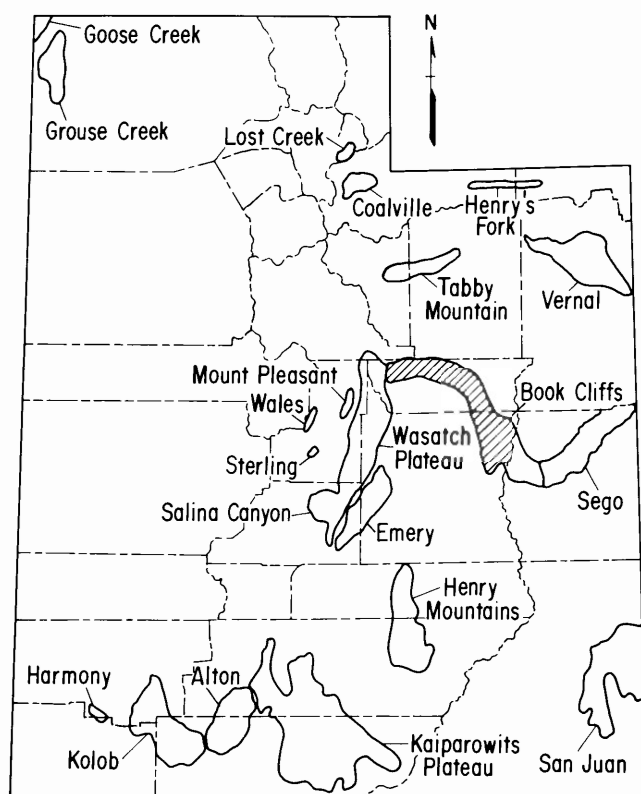 Goose Creek
N
Grouse Creek
Lost Creek
Coalville
Henry's
Fork
Tabby
Mountain
Vernal
Mount Pleasant
Wales
Book Cliffs
Wasatch
Plateau
Sterling
Sego
Salina Canyon
Emery
Henry
Mountains
Harmony
Alton
Kolob
Kaiparowits
Plateau
San Juan